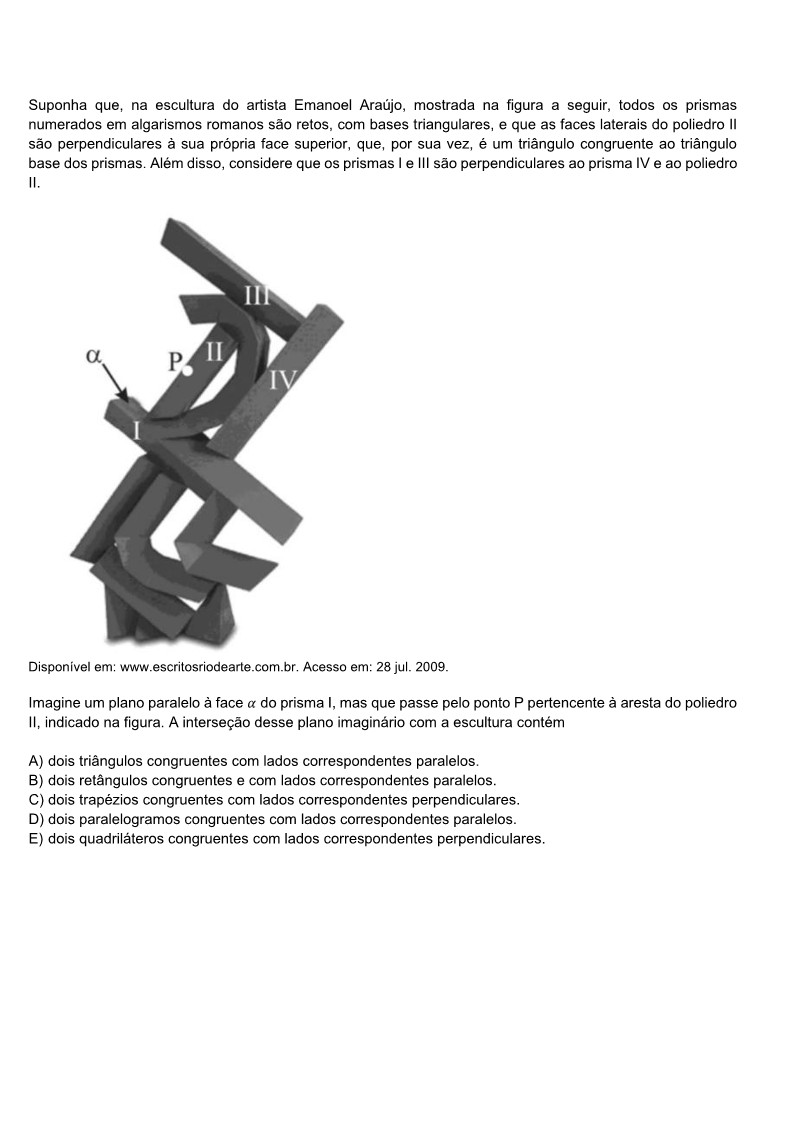 Suponha que, na escultura do artista Emanoel Araújo, mostrada na figura a seguir, todos os prismas
numerados em algarismos romanos são retos, com bases triangulares, e que as faces laterais do poliedro II
são perpendiculares à sua própria face superior, que, por sua vez, é um triângulo congruente ao triângulo
base dos prismas. Além disso, considere que os prismas I e III são perpendiculares ao prisma IV e ao poliedro
II.
III
II
P
α
IV
I
Disponível em: www.escritosriodearte.com.br. Acesso em: 28 jul. 2009.
Imagine um plano paralelo à face 𝛼 do prisma I, mas que passe pelo ponto P pertencente à aresta do poliedro
II, indicado na figura. A interseção desse plano imaginário com a escultura contém
A) dois triângulos congruentes com lados correspondentes paralelos.
B) dois retângulos congruentes e com lados correspondentes paralelos.
C) dois trapézios congruentes com lados correspondentes perpendiculares.
D) dois paralelogramos congruentes com lados correspondentes paralelos.
E) dois quadriláteros congruentes com lados correspondentes perpendiculares.